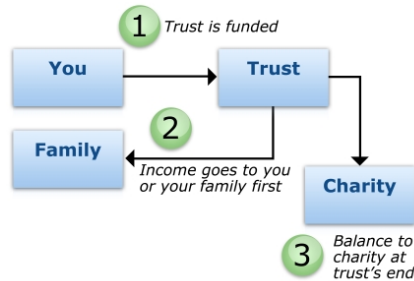 1 Trust is funded
You
Trust
2
Family
Income goes to you
or your family first
Charity
3
Balance to
charity at
trust's end